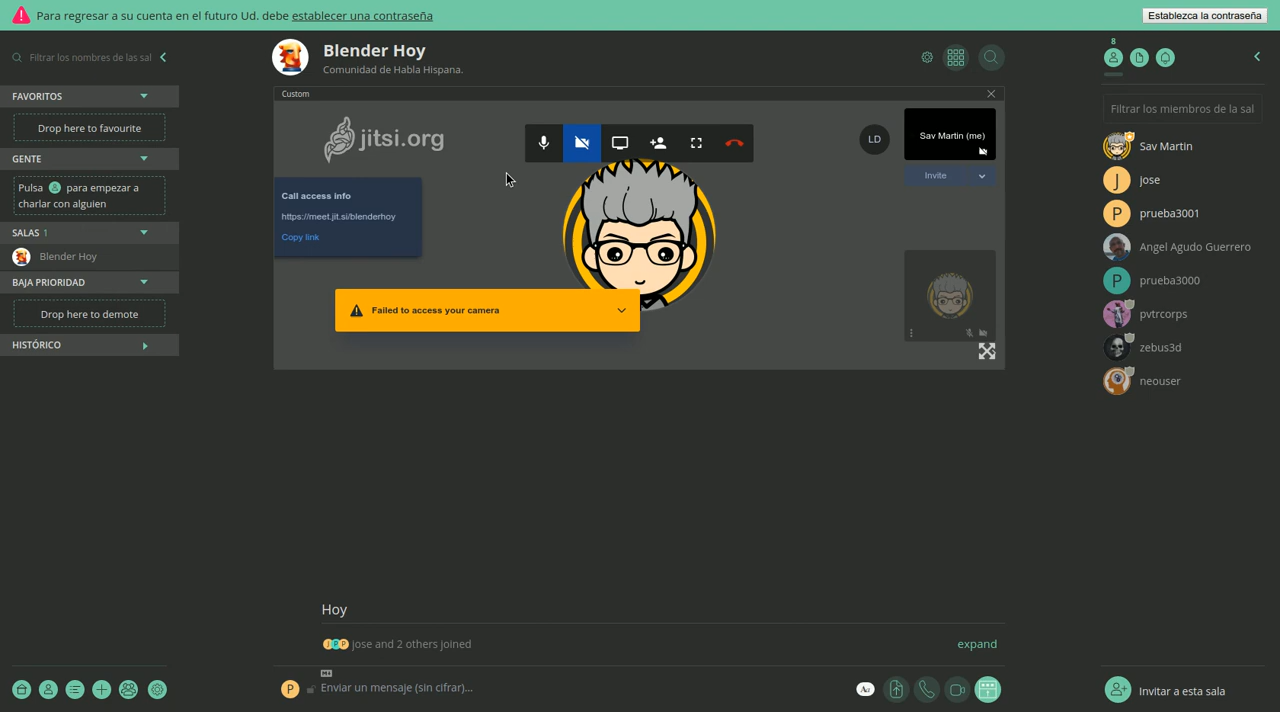 Para regresar a su cuenta en el futuro Ud. debe establecer una contraseña
Establezca la contraseña
Filtrar los nombres de las sal
FAVORITOS
Drop here to favourite
GENTE
Pulsa para empezar a
charlar con alguien
SALAS 1
Blender Hoy
BAJA PRIORIDAD
Drop here to demote
HISTÓRICO
Blender Hoy
Comunidad de Habla Hispana.
Custom
jitsi.org
LD
Sav Martin (me)
Invite
Call access info
https://meet.jit.si/blenderhoy
Copy link
Failed to access your camera
Hoy
J P P jose and 2 others joined
expand
M
P
Enviar un mensaje (sin cifrar)...
Aa
8
Filtrar los miembros de la sal
Sav Martin
J jose
P prueba3001
Angel Agudo Guerrero
P prueba3000
pvtrcorps
zebus3d
neouser
Invitar a esta sala